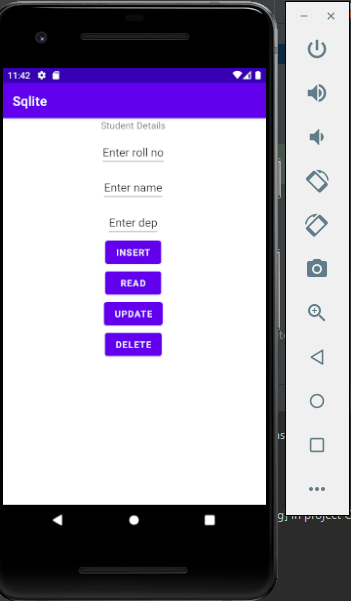 11:42
Sqlite
Student Details
Enter roll no
Enter name
Enter dep
INSERT
READ
UPDATE
DELETE
g] in project